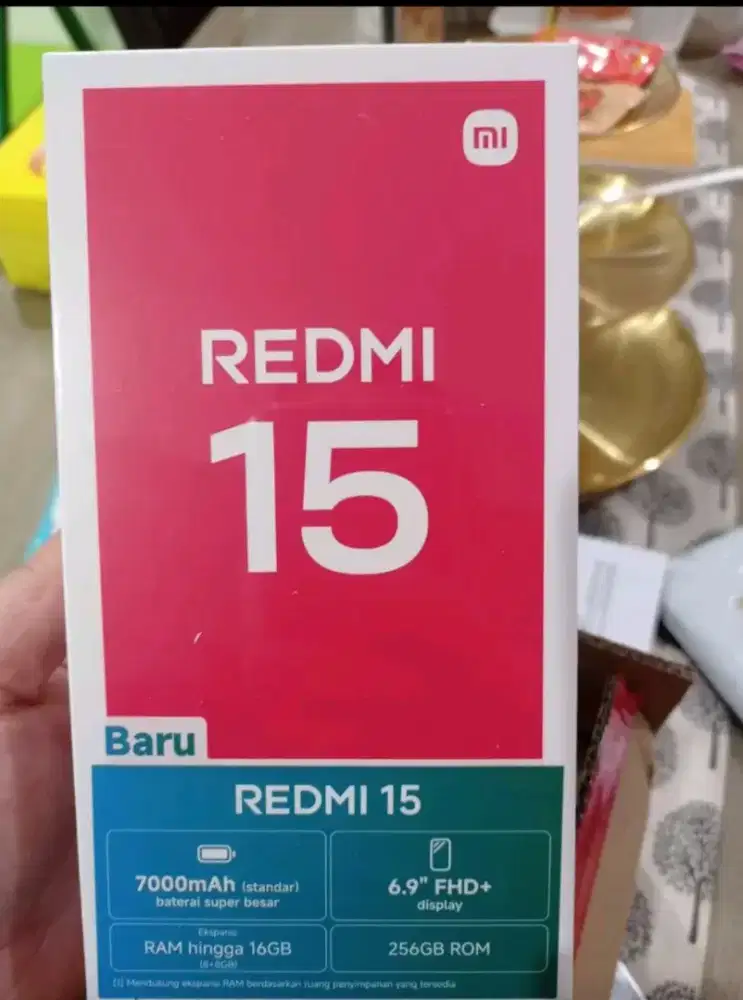 mi
REDMI
15
Baru
REDMI 15
7000mAh (standar)
baterai super besar
6.9" FHD+
display
Ekspansi
RAM hingga 16GB
(8+8GB)
256GB ROM
[1] Mendukung ekspansi RAM berdasarkan ruang penyimpanan yang tersedia